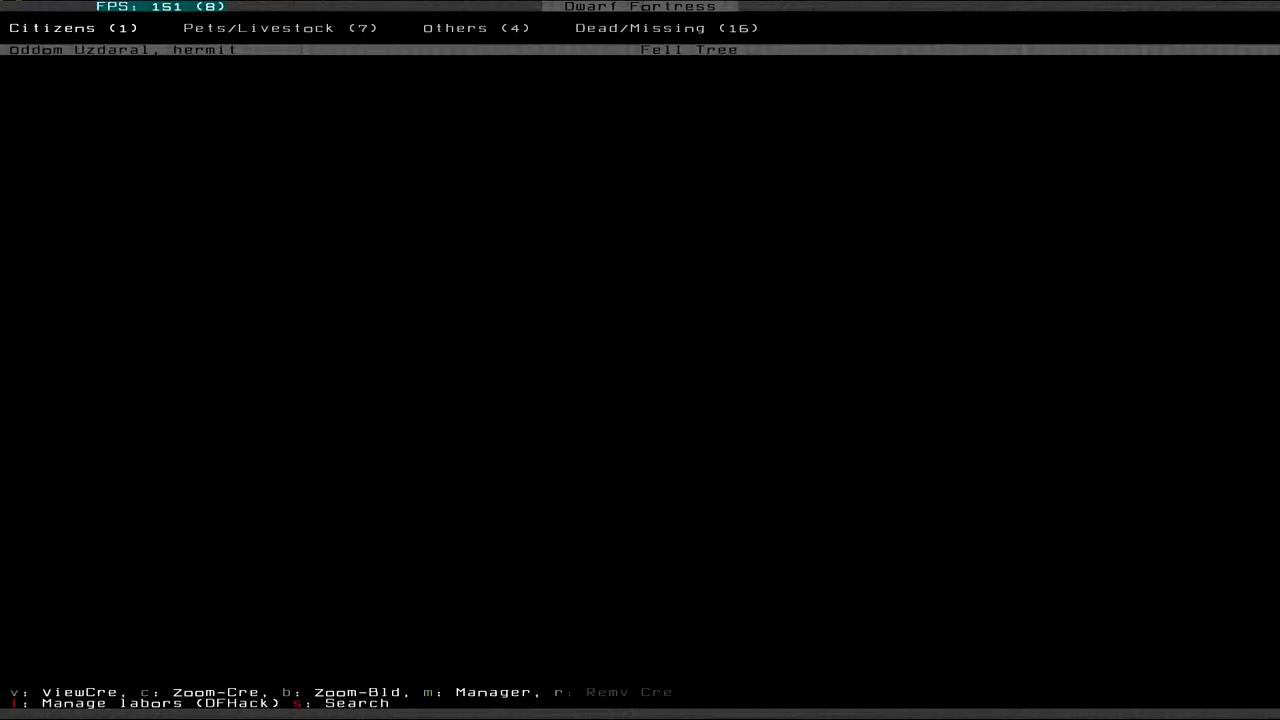 FPS: 151 (8) Dwarf Fortress
Citizens (1) Pets/Livestock (7) Others (4) Dead/Missing (16)
Oddom Uzdaral, hermit Fell Tree
v: ViewCre, c: Zoom-Cre, b: Zoom-Bld, m: Manager, r: Remv Cre
l: Manage labors (DFHack) s: Search